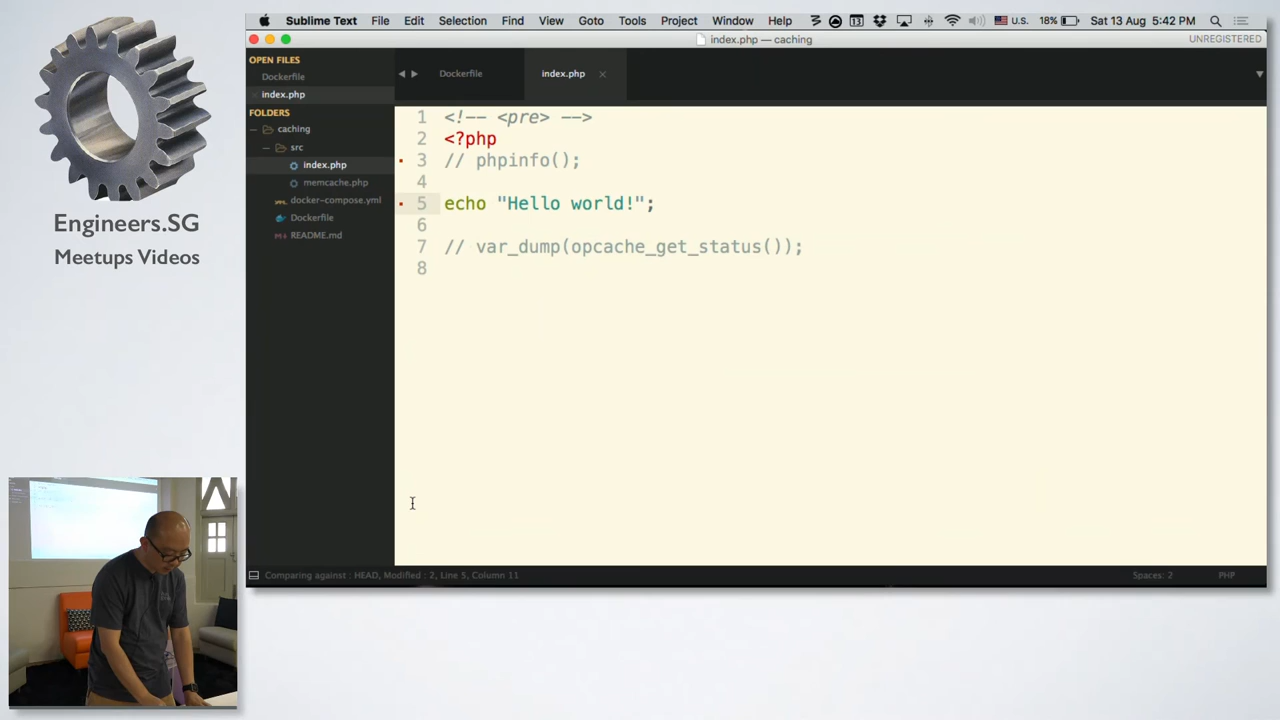 Engineers.SG
Meetups Videos
Sublime Text File Edit Selection Find View Goto Tools Project Window Help 13 U.S. 18% Sat 13 Aug 5:42 PM
index.php — caching
UNREGISTERED
OPEN FILES
Dockerfile
index.php
FOLDERS
caching
src
index.php
memcache.php
docker-compose.yml
Dockerfile
README.md
Dockerfile index.php
1 <!-- <pre> -->
2 <?php
3 // phpinfo();
4
5 echo "Hello world!";
6
7 // var_dump(opcache_get_status());
8
Comparing against : HEAD, Modified : 2, Line 5, Column 11
Spaces: 2 PHP